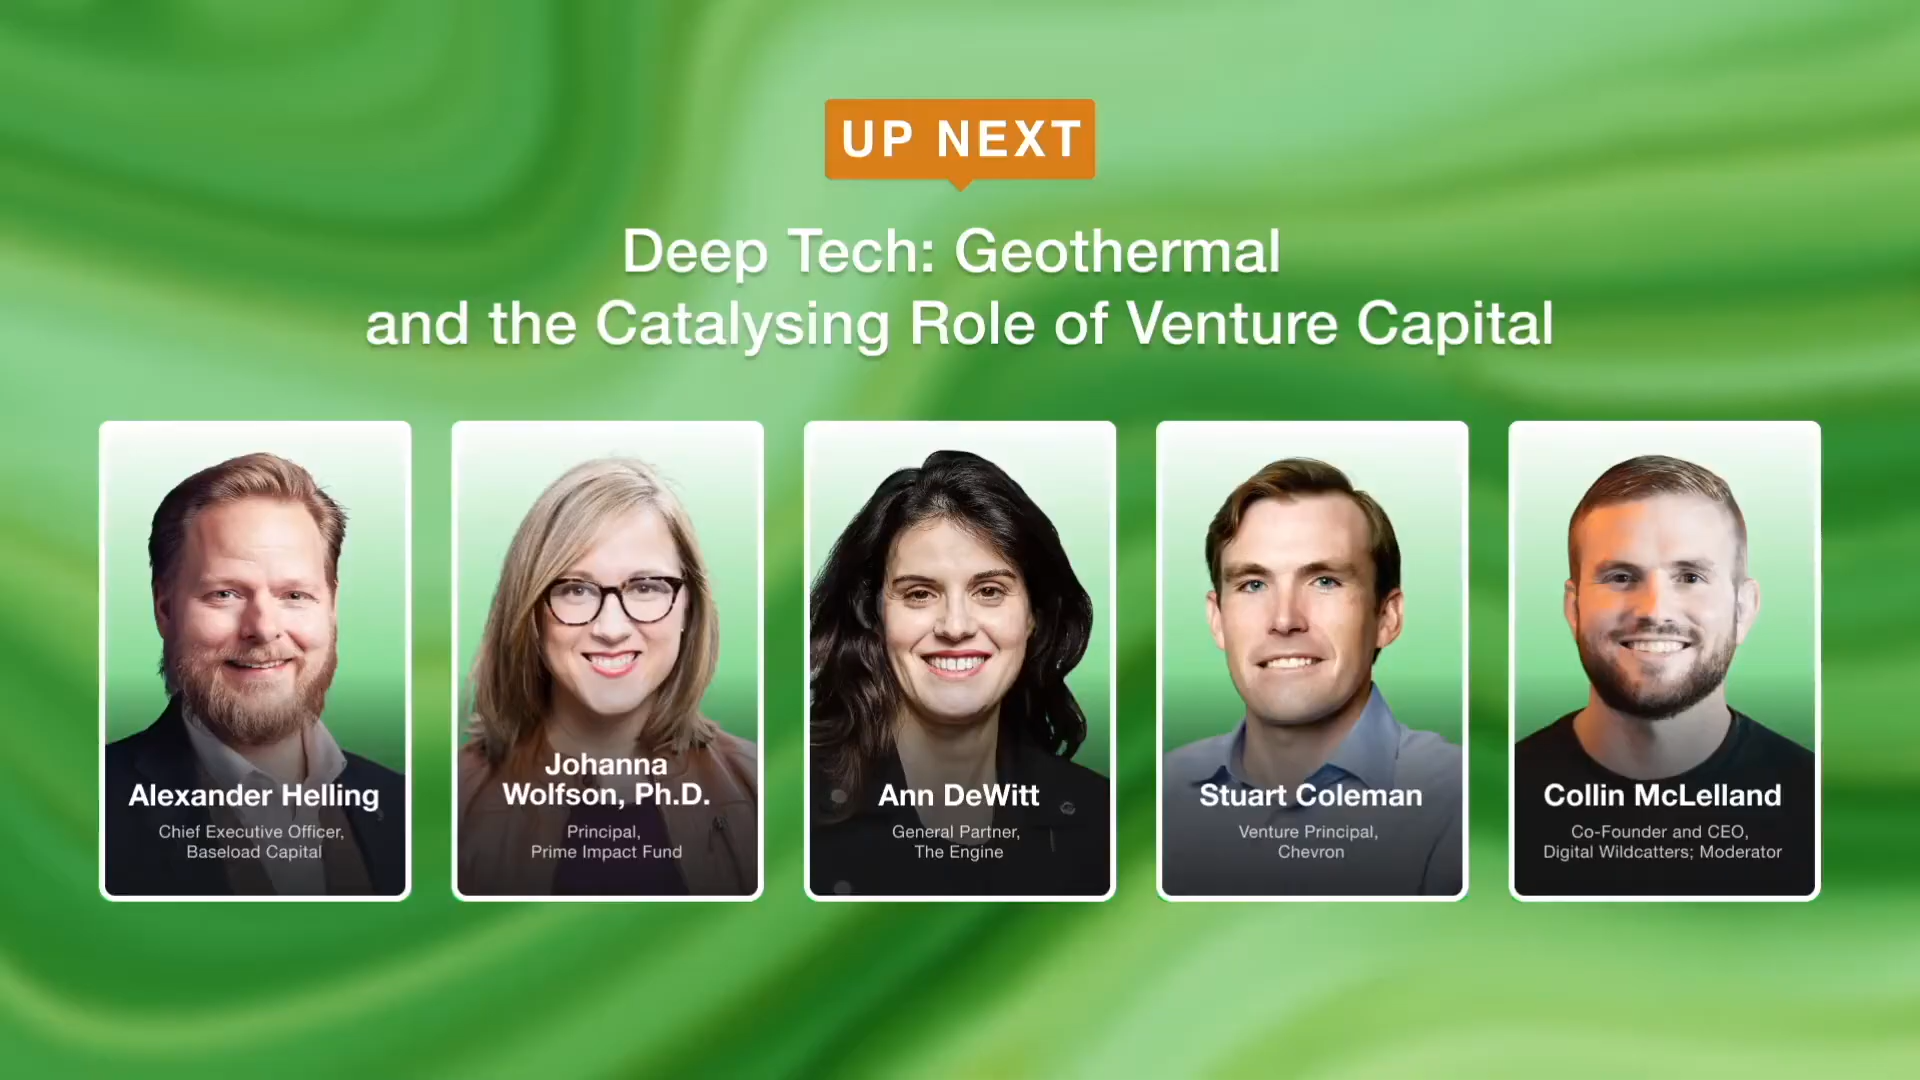 UP NEXT
Deep Tech: Geothermal
and the Catalysing Role of Venture Capital
Alexander Helling
Chief Executive Officer,
Baseload Capital
Johanna
Wolfson, Ph.D.
Principal,
Prime Impact Fund
Ann DeWitt
General Partner,
The Engine
Stuart Coleman
Venture Principal,
Chevron
Collin McLelland
Co-Founder and CEO,
Digital Wildcatters; Moderator